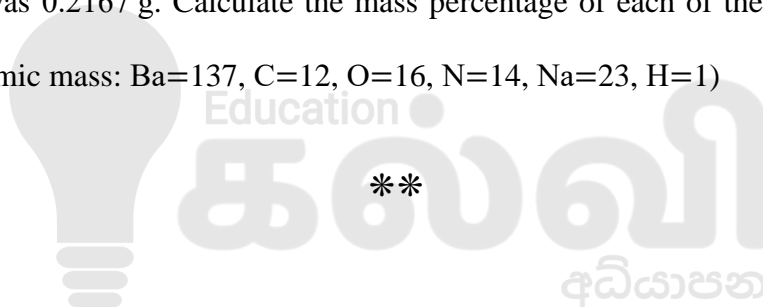 was 0.2167 g. Calculate the mass percentage of each of the
mic mass: Ba=137, C=12, O=16, N=14, Na=23, H=1)
Education
**
கல்வி
අධ්‍යාපන